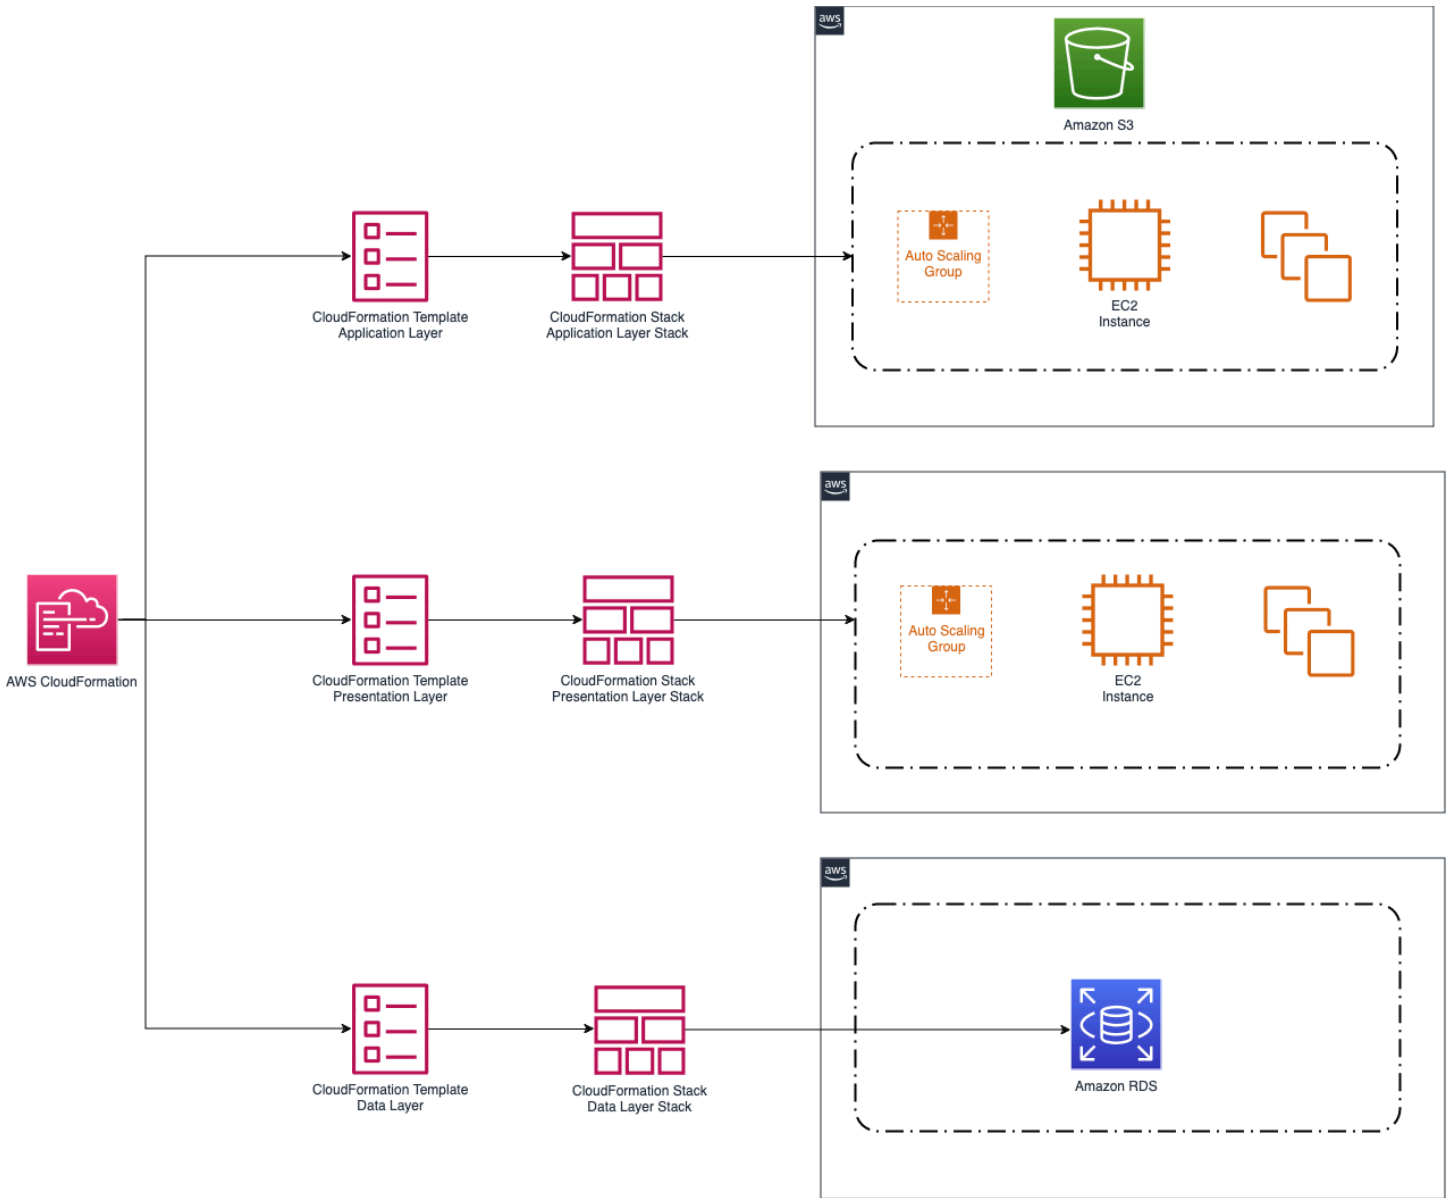 aws
Amazon S3
Auto Scaling
Group
EC2
Instance
CloudFormation Template
Application Layer
CloudFormation Stack
Application Layer Stack
aws
Auto Scaling
Group
EC2
Instance
AWS CloudFormation
CloudFormation Template
Presentation Layer
CloudFormation Stack
Presentation Layer Stack
aws
Amazon RDS
CloudFormation Template
Data Layer
CloudFormation Stack
Data Layer Stack